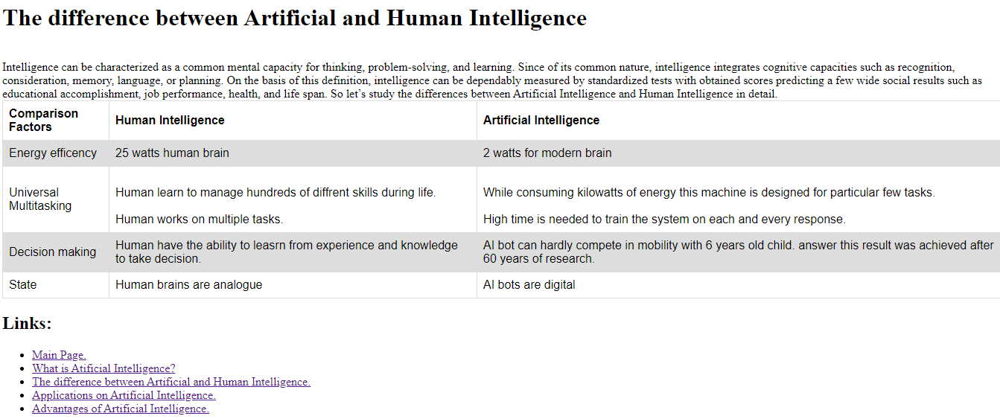 The difference between Artificial and Human Intelligence
Intelligence can be characterized as a common mental capacity for thinking, problem-solving, and learning. Since of its common nature, intelligence integrates cognitive capacities such as recognition,
consideration, memory, language, or planning. On the basis of this definition, intelligence can be dependably measured by standardized tests with obtained scores predicting a few wide social results such as
educational accomplishment, job performance, health, and life span. So let’s study the differences between Artificial Intelligence and Human Intelligence in detail.
Comparison
Factors
Human Intelligence
Artificial Intelligence
Energy efficency
25 watts human brain
2 watts for modern brain
Universal
Multitasking
Human learn to manage hundreds of diffrent skills during life.
Human works on multiple tasks.
While consuming kilowatts of energy this machine is designed for particular few tasks.
High time is needed to train the system on each and every response.
Decision making
Human have the ability to leasrn from experience and knowledge
to take decision.
AI bot can hardly compete in mobility with 6 years old child. answer this result was achieved after
60 years of research.
State
Human brains are analogue
AI bots are digital
Links:
Main Page.
What is Atificial Intelligence?
The difference between Artificial and Human Intelligence.
Applications on Artificial Intelligence.
Advantages of Artificial Intelligence.